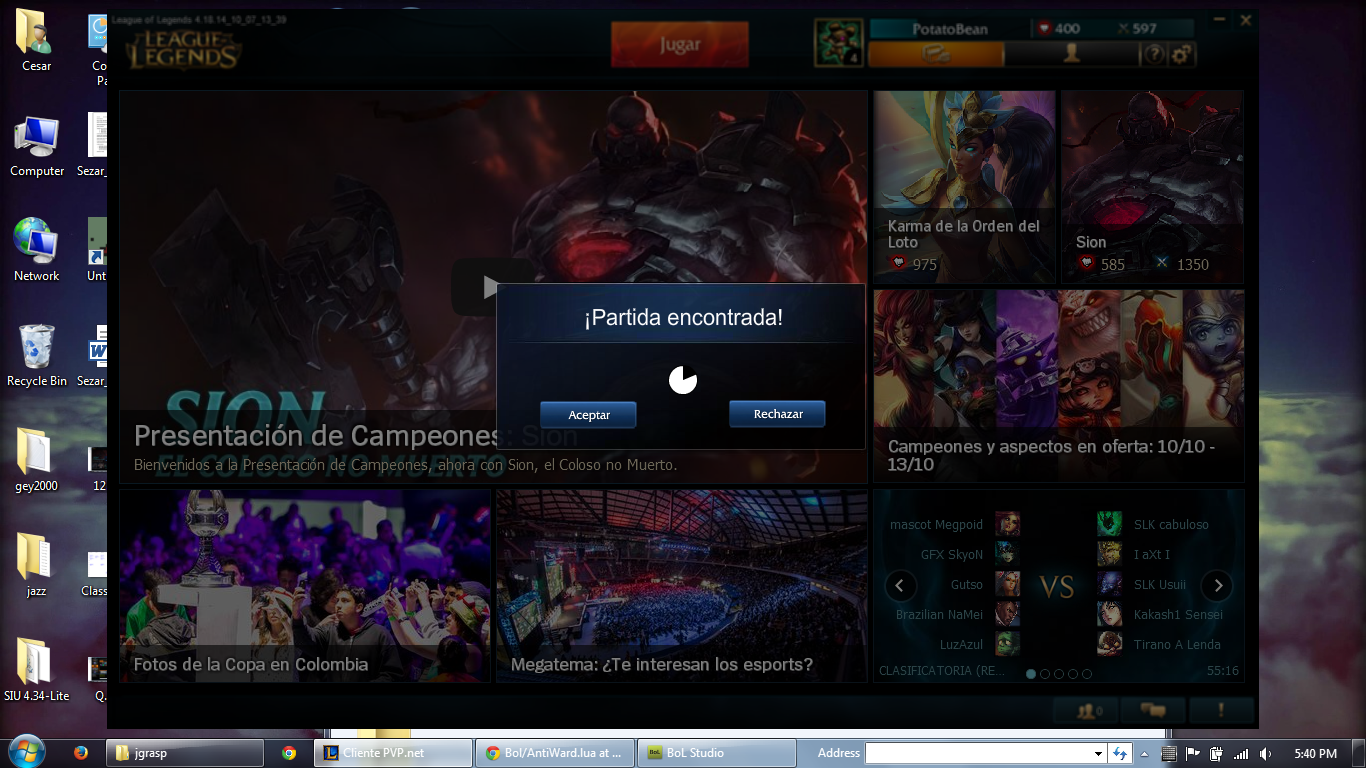 League of Legends 4.18.14_10_07_13_39
LEAGUE OF LEGENDS
Jugar
4
PotatoBean
400
597
?
Cesar
Co
Pa
Computer
Sezar_
Network
Unt
Recycle Bin
Sezar_
gey2000
12
jazz
Class
SIU 4.34-Lite
Q.
Karma de la Orden del
Loto
975
Sion
585
1350
¡Partida encontrada!
Aceptar
Rechazar
SION
EL COLOSO NO MUERTO
Presentación de Campeones: Sion
Bienvenidos a la Presentación de Campeones, ahora con Sion, el Coloso no Muerto.
Campeones y aspectos en oferta: 10/10 -
13/10
Fotos de la Copa en Colombia
Megatema: ¿Te interesan los esports?
mascot Megpoid
SLK cabuloso
GFX SkyoN
I aXt I
Gutso
VS
SLK Usuii
Brazilian NaMei
Kakash1 Sensei
LuzAzul
Tirano A Lenda
CLASIFICATORIA (RE...
55:16
0
!
jgrasp
Cliente PVP.net
Bol/AntiWard.lua at ...
BoL
BoL Studio
Address
5:40 PM